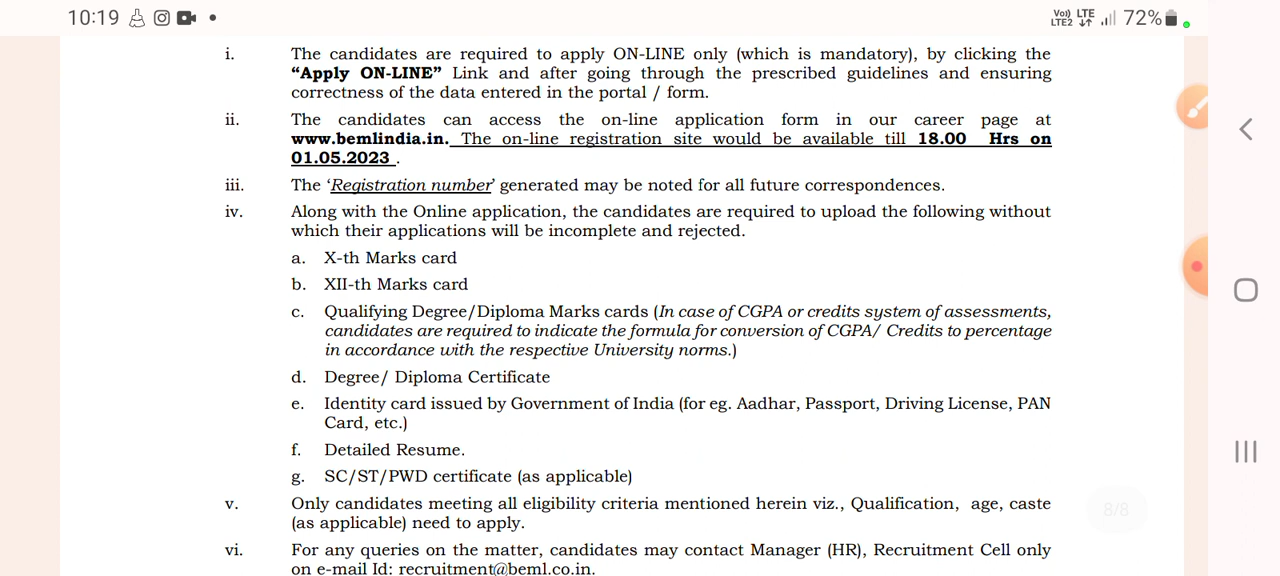 10:19
Vo)) LTE
LTE2 72%
i. The candidates are required to apply ON-LINE only (which is mandatory), by clicking the
“Apply ON-LINE” Link and after going through the prescribed guidelines and ensuring
correctness of the data entered in the portal / form.
ii. The candidates can access the on-line application form in our career page at
www.bemlindia.in. The on-line registration site would be available till 18.00 Hrs on
01.05.2023 .
iii. The ‘Registration number’ generated may be noted for all future correspondences.
iv. Along with the Online application, the candidates are required to upload the following without
which their applications will be incomplete and rejected.
a. X-th Marks card
b. XII-th Marks card
c. Qualifying Degree/Diploma Marks cards (In case of CGPA or credits system of assessments,
candidates are required to indicate the formula for conversion of CGPA/ Credits to percentage
in accordance with the respective University norms.)
d. Degree/ Diploma Certificate
e. Identity card issued by Government of India (for eg. Aadhar, Passport, Driving License, PAN
Card, etc.)
f. Detailed Resume.
g. SC/ST/PWD certificate (as applicable)
v. Only candidates meeting all eligibility criteria mentioned herein viz., Qualification, age, caste
(as applicable) need to apply.
8/8
vi. For any queries on the matter, candidates may contact Manager (HR), Recruitment Cell only
on e-mail Id: recruitment@beml.co.in.